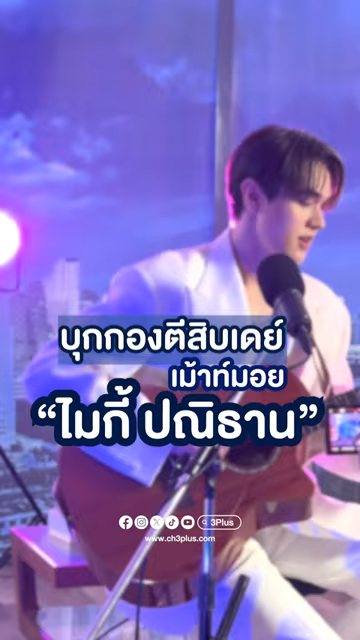 บุกกองตีสิบเดย์
เม้าท์มอย
“ไมกี้ ปณิธาน”
3Plus
www.ch3plus.com